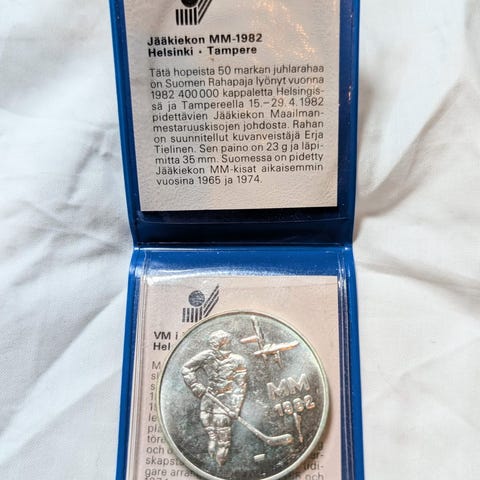 Jääkiekon MM-1982
Helsinki · Tampere
Tätä hopeista 50 markan juhlarahaa
on Suomen Rahapaja lyönyt vuonna
1982 400 000 kappaletta Helsingis-
sä ja Tampereella 15.–29.4.1982
pidettävien Jääkiekon Maailman-
mestaruuskisojen johdosta. Rahan
on suunnitellut kuvanveistäjä Erja
Tielinen. Sen paino on 23 g ja läpi-
mitta 35 mm. Suomessa on pidetty
Jääkiekon MM-kisat aikaisemmin
vuosina 1965 ja 1974.
VM i
Hel
MM
1982